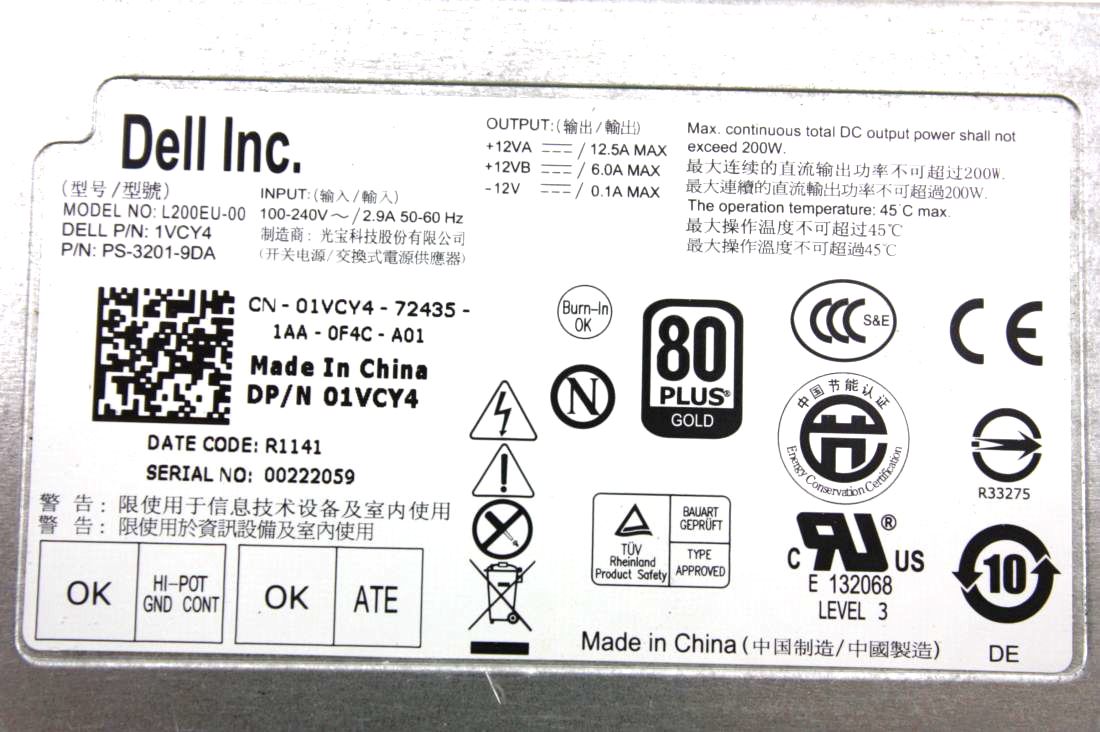 Dell Inc.
(型号/型號)
MODEL NO: L200EU-00
DELL P/N: 1VCY4
P/N: PS-3201-9DA
INPUT:(输入/輸入)
100-240V～/2.9A 50-60 Hz
制造商：光宝科技股份有限公司
(开关电源/交換式電源供應器)
OUTPUT:(输出/輸出)
+12VA ⎓/ 12.5A MAX
+12VB ⎓/ 6.0A MAX
-12V ⎓/ 0.1A MAX
Max. continuous total DC output power shall not
exceed 200W.
最大连续的直流输出功率不可超过200W.
最大連續的直流輸出功率不可超過200W.
The operation temperature: 45℃ max.
最大操作温度不可超过45℃
最大操作溫度不可超過45℃
CN - 01VCY4 - 72435 -
1AA - 0F4C - A01
Made In China
DP/N 01VCY4
DATE CODE: R1141
SERIAL NO: 00222059
警 告：限使用于信息技术设备及室内使用
警 告：限使用於資訊設備及室內使用
OK
HI-POT
GND CONT
OK
ATE
Burn-In
OK
N
80
PLUS®
GOLD
CCC S&E
CE
中国节能认证
Energy Conservation Certification
R33275
TÜV
Rheinland
Product Safety
BAUART
GEPRÜFT
TYPE
APPROVED
C RU ® US
E 132068
LEVEL 3
10
DE
Made in China (中国制造/中國製造)